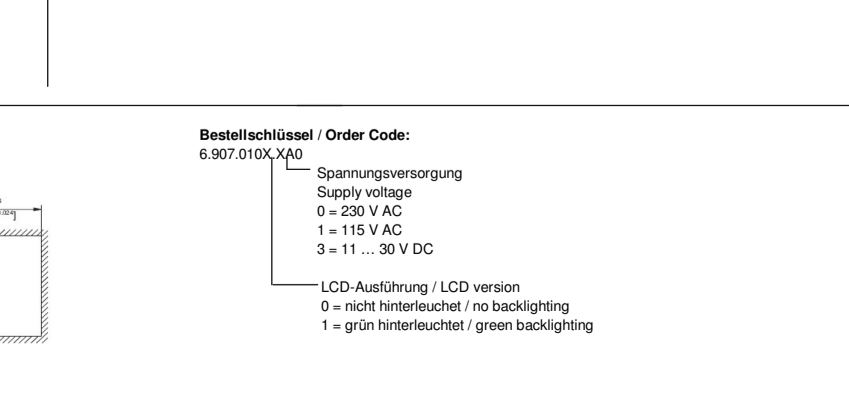 Bestellschlüssel / Order Code:
6.907.010X.XA0
Spannungsversorgung
Supply voltage
0 = 230 V AC
1 = 115 V AC
3 = 11 … 30 V DC
LCD-Ausführung / LCD version
0 = nicht hinterleuchet / no backlighting
1 = grün hinterleuchtet / green backlighting